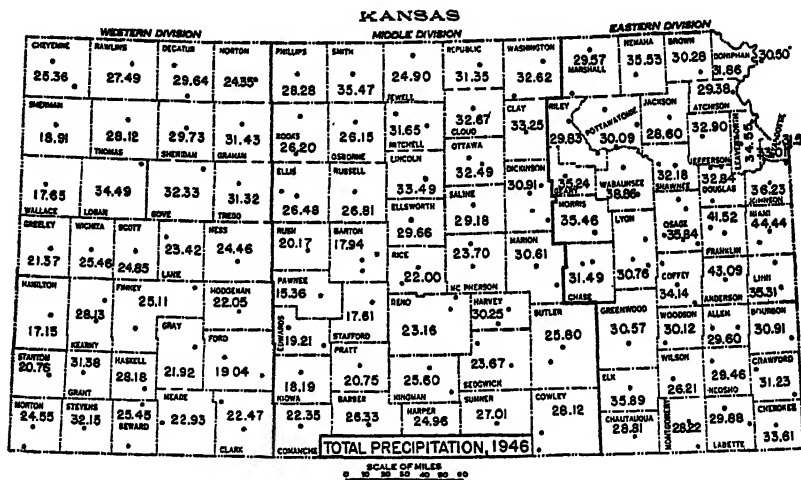 KANSAS
WESTERN DIVISION MIDDLE DIVISION EASTERN DIVISION
CHEYENNE RAWLINS DECATUR NORTON PHILLIPS SMITH REPUBLIC WASHINGTON NEMAHA BROWN DONIPHAN
25.36 27.49 29.64 24.35 28.28 35.47 24.90 31.35 32.62 29.57 35.53 30.28 31.86 30.50
JEWELL MARSHALL
29.38
ATCHISON
SHERMAN CLAY RILEY POTTAWATOMIE JACKSON
18.91 28.12 29.73 31.43 ROOKS 26.15 31.65 32.67 33.25 29.83 30.09 28.60 32.90 LEAVENWORTH 34.55
THOMAS SHERIDAN GRAHAM 26.20 OSBORNE MITCHELL CLOUD
JEFFERSON
ELLIS RUSSELL LINCOLN OTTAWA DICKINSON
17.65 34.49 32.33 31.32 26.48 26.81 33.49 32.49 30.91 35.24 WABAUNSEE 38.86 32.18 SHAWNEE 32.84 DOUGLAS 36.23
WALLACE LOGAN GOVE TREGO ELLSWORTH SALINE GEARY MORRIS JOHNSON
29.66 29.18 35.46 LYON OSAGE 35.84 41.52 MIAMI 44.44
FRANKLIN
GREELEY WICHITA SCOTT 23.42 NESS RUSH BARTON
21.37 25.46 24.85 LANE 24.46 20.17 17.94 RICE 23.70 MARION 30.61
22.00 MC PHERSON 31.49 CHASE 30.76 COFFEY 34.14 43.09 ANDERSON LINN 35.31
HAMILTON FINNEY HODGEMAN PAWNEE
17.15 28.13 KEARNY 25.11 22.05 15.36 17.61 STAFFORD RENO 23.16 HARVEY 30.25 BUTLER 25.80 GREENWOOD 30.57 WOODSON 30.12 ALLEN 29.60 BOURBON 30.91
GRAY FORD EDWARDS 19.21
STANTON 31.38 HASKELL 21.92 19.04 PRATT 23.67 WILSON 28.46 CRAWFORD
20.76 GRANT 28.18 18.19 20.75 25.60 SEDGWICK ELK 26.21 NEOSHO 31.23
KIOWA KINGMAN 35.89
MORTON STEVENS 25.45 MEADE 22.47 22.35 BARBER HARPER SUMNER COWLEY CHAUTAUQUA MONTGOMERY 29.88 CHEROKEE
24.55 32.15 SEWARD 22.93 CLARK COMANCHE 26.33 24.96 27.01 28.12 28.81 28.22 LABETTE 33.61
TOTAL PRECIPITATION, 1946
SCALE OF MILES
0 10 20 30 40 50 60